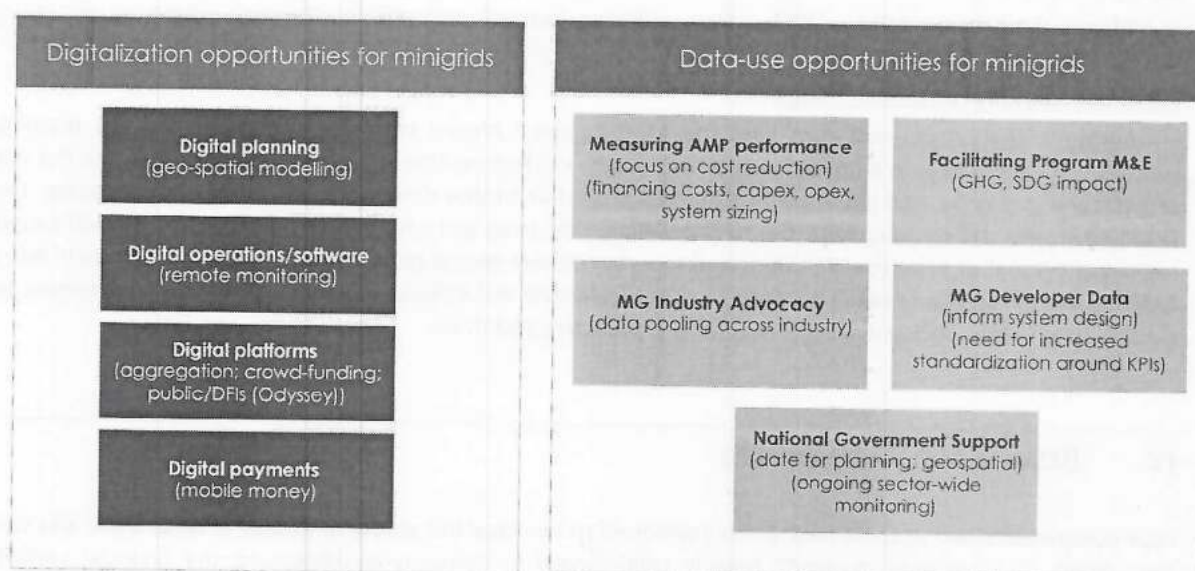 Digitalization opportunities for minigrids
Digital planning
(geo-spatial modelling)
Digital operations/software
(remote monitoring)
Digital platforms
(aggregation; crowd-funding;
public/DFIs (Odyssey))
Digital payments
(mobile money)
Data-use opportunities for minigrids
Measuring AMP performance
(focus on cost reduction)
(financing costs, capex, opex,
system sizing)
Facilitating Program M&E
(GHG, SDG impact)
MG Industry Advocacy
(data pooling across industry)
MG Developer Data
(inform system design)
(need for increased
standardization around KPIs)
National Government Support
(date for planning; geospatial)
(ongoing sector-wide
monitoring)